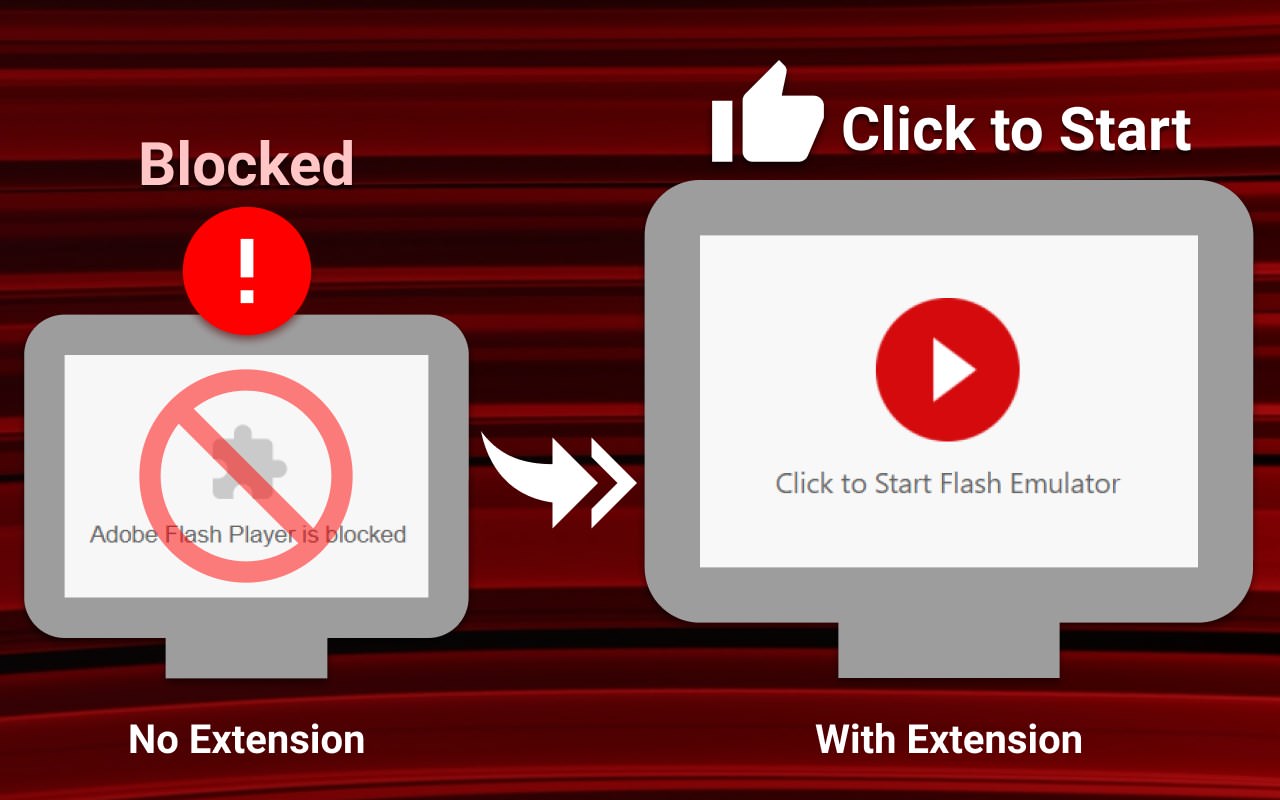 Blocked
!
Adobe Flash Player is blocked
No Extension
Click to Start
Click to Start Flash Emulator
With Extension